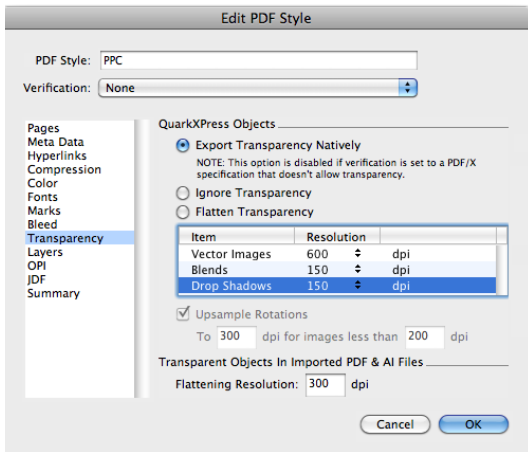 Edit PDF Style
PDF Style: PPC
Verification: None
Pages
Meta Data
Hyperlinks
Compression
Color
Fonts
Marks
Bleed
Transparency
Layers
OPI
JDF
Summary
QuarkXPress Objects
Export Transparency Natively
NOTE: This option is disabled if verification is set to a PDF/X
specification that doesn't allow transparency.
Ignore Transparency
Flatten Transparency
Item Resolution
Vector Images 600 dpi
Blends 150 dpi
Drop Shadows 150 dpi
Upsample Rotations
To 300 dpi for images less than 200 dpi
Transparent Objects In Imported PDF & AI Files
Flattening Resolution: 300 dpi
Cancel OK